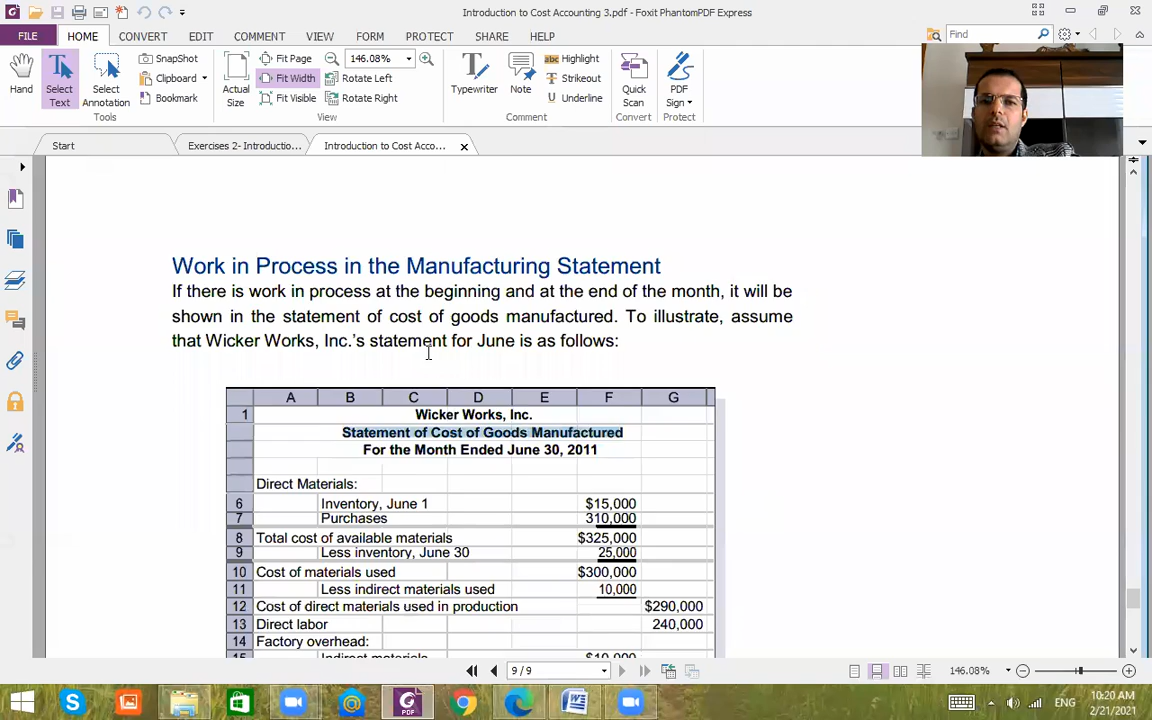 Introduction to Cost Accounting 3.pdf - Foxit PhantomPDF Express
FILE HOME CONVERT EDIT COMMENT VIEW FORM PROTECT SHARE HELP
Find
Hand
Select Text
Select Annotation
SnapShot
Clipboard
Bookmark
Tools
Actual Size
Fit Page
Fit Width
Fit Visible
146.08%
Rotate Left
Rotate Right
View
Typewriter
Note
Highlight
Strikeout
Underline
Comment
Quick Scan
Convert
PDF Sign
Protect
Start
Exercises 2- Introductio...
Introduction to Cost Acco...
Work in Process in the Manufacturing Statement
If there is work in process at the beginning and at the end of the month, it will be
shown in the statement of cost of goods manufactured. To illustrate, assume
that Wicker Works, Inc.'s statement for June is as follows:
A B C D E F G
1 Wicker Works, Inc.
Statement of Cost of Goods Manufactured
For the Month Ended June 30, 2011
Direct Materials:
6 Inventory, June 1 $15,000
7 Purchases 310,000
8 Total cost of available materials $325,000
9 Less inventory, June 30 25,000
10 Cost of materials used $300,000
11 Less indirect materials used 10,000
12 Cost of direct materials used in production $290,000
13 Direct labor 240,000
14 Factory overhead:
15 Indirect materials $10,000
9 / 9
146.08%
PDF
ENG
10:20 AM
2/21/2021